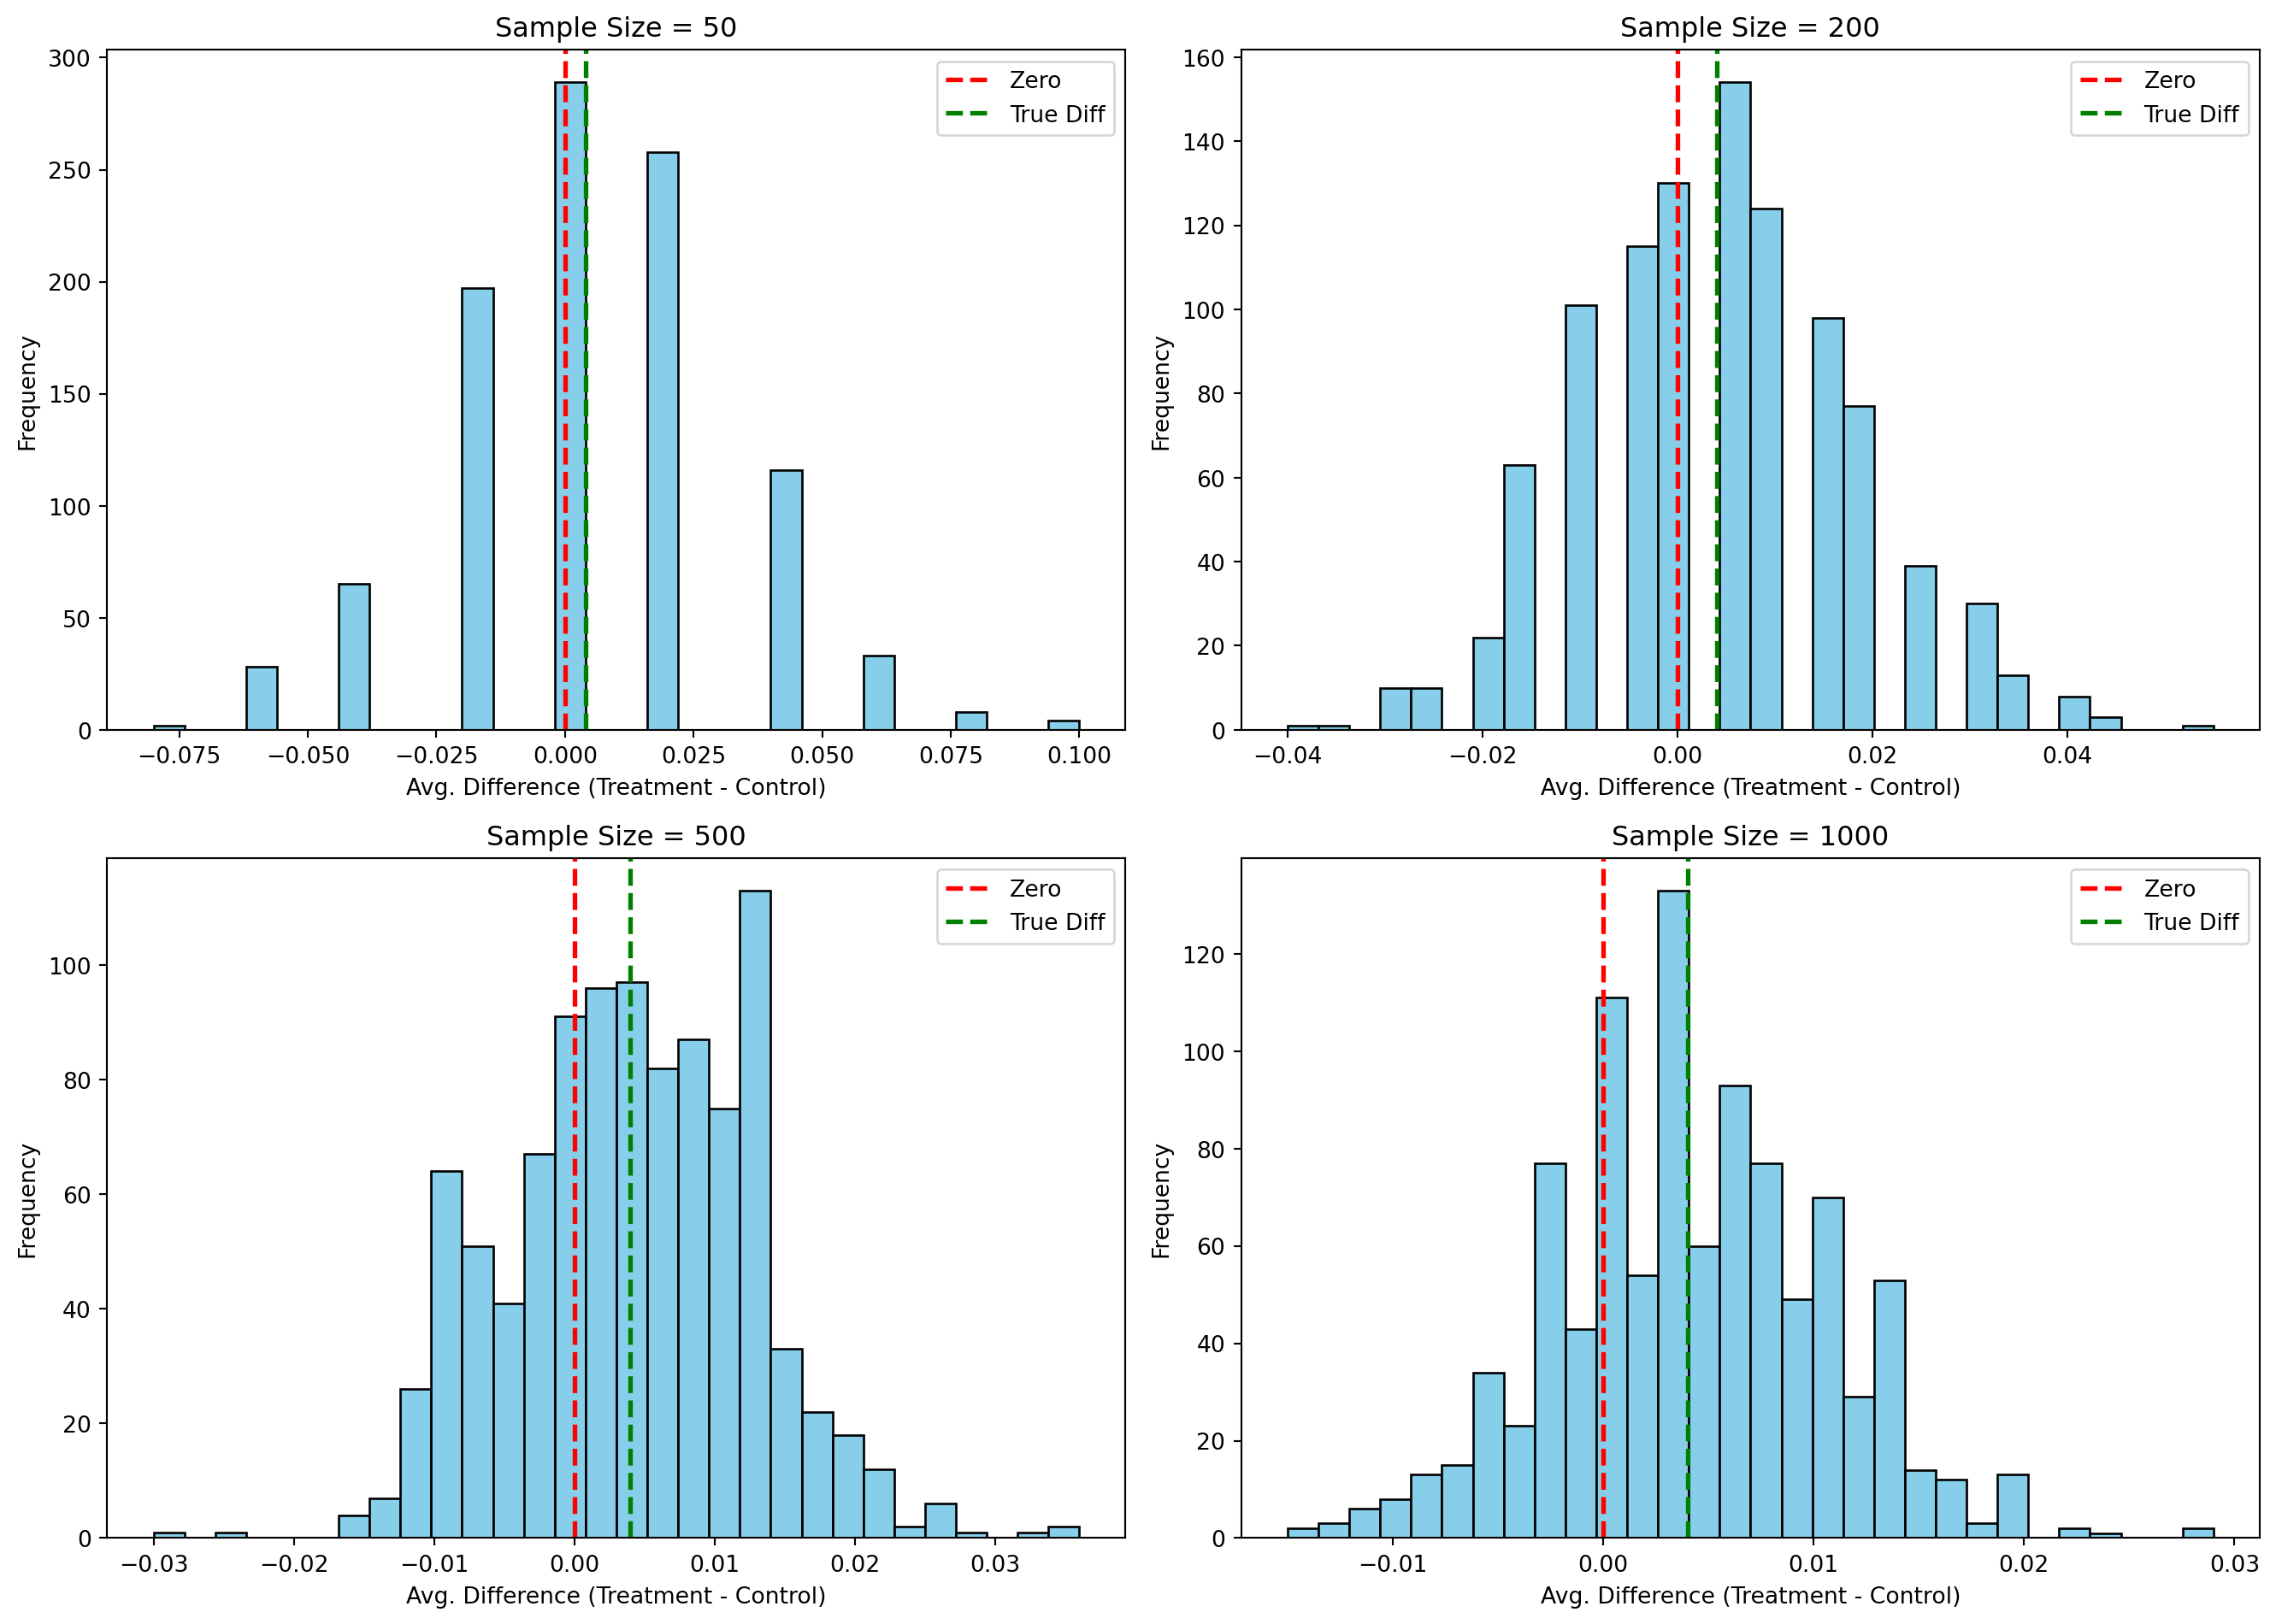 Sample Size = 50
300
250
200
150
100
50
0
Frequency
−0.075 −0.050 −0.025 0.000 0.025 0.050 0.075 0.100
Avg. Difference (Treatment - Control)
Zero
True Diff
Sample Size = 200
160
140
120
100
80
60
40
20
0
Frequency
−0.04 −0.02 0.00 0.02 0.04
Avg. Difference (Treatment - Control)
Zero
True Diff
Sample Size = 500
100
80
60
40
20
0
Frequency
−0.03 −0.02 −0.01 0.00 0.01 0.02 0.03
Avg. Difference (Treatment - Control)
Zero
True Diff
Sample Size = 1000
120
100
80
60
40
20
0
Frequency
−0.01 0.00 0.01 0.02 0.03
Avg. Difference (Treatment - Control)
Zero
True Diff